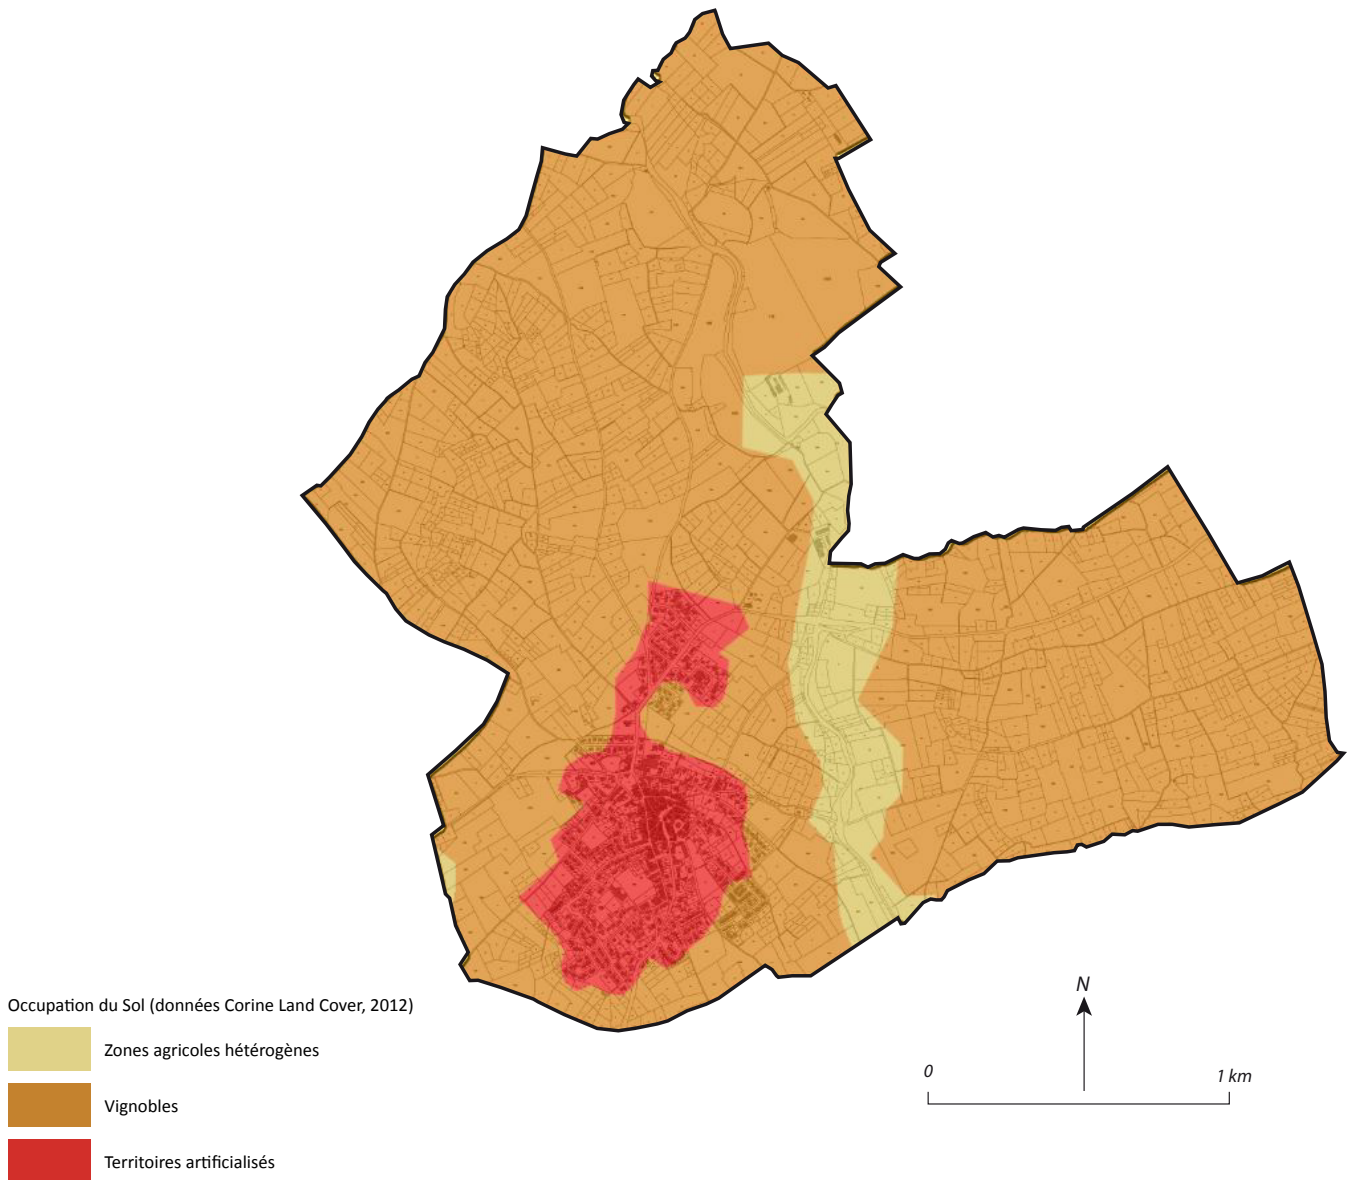 Occupation du Sol (données Corine Land Cover, 2012)
Zones agricoles hétérogènes
Vignobles
Territoires artificialisés
N
0
1 km